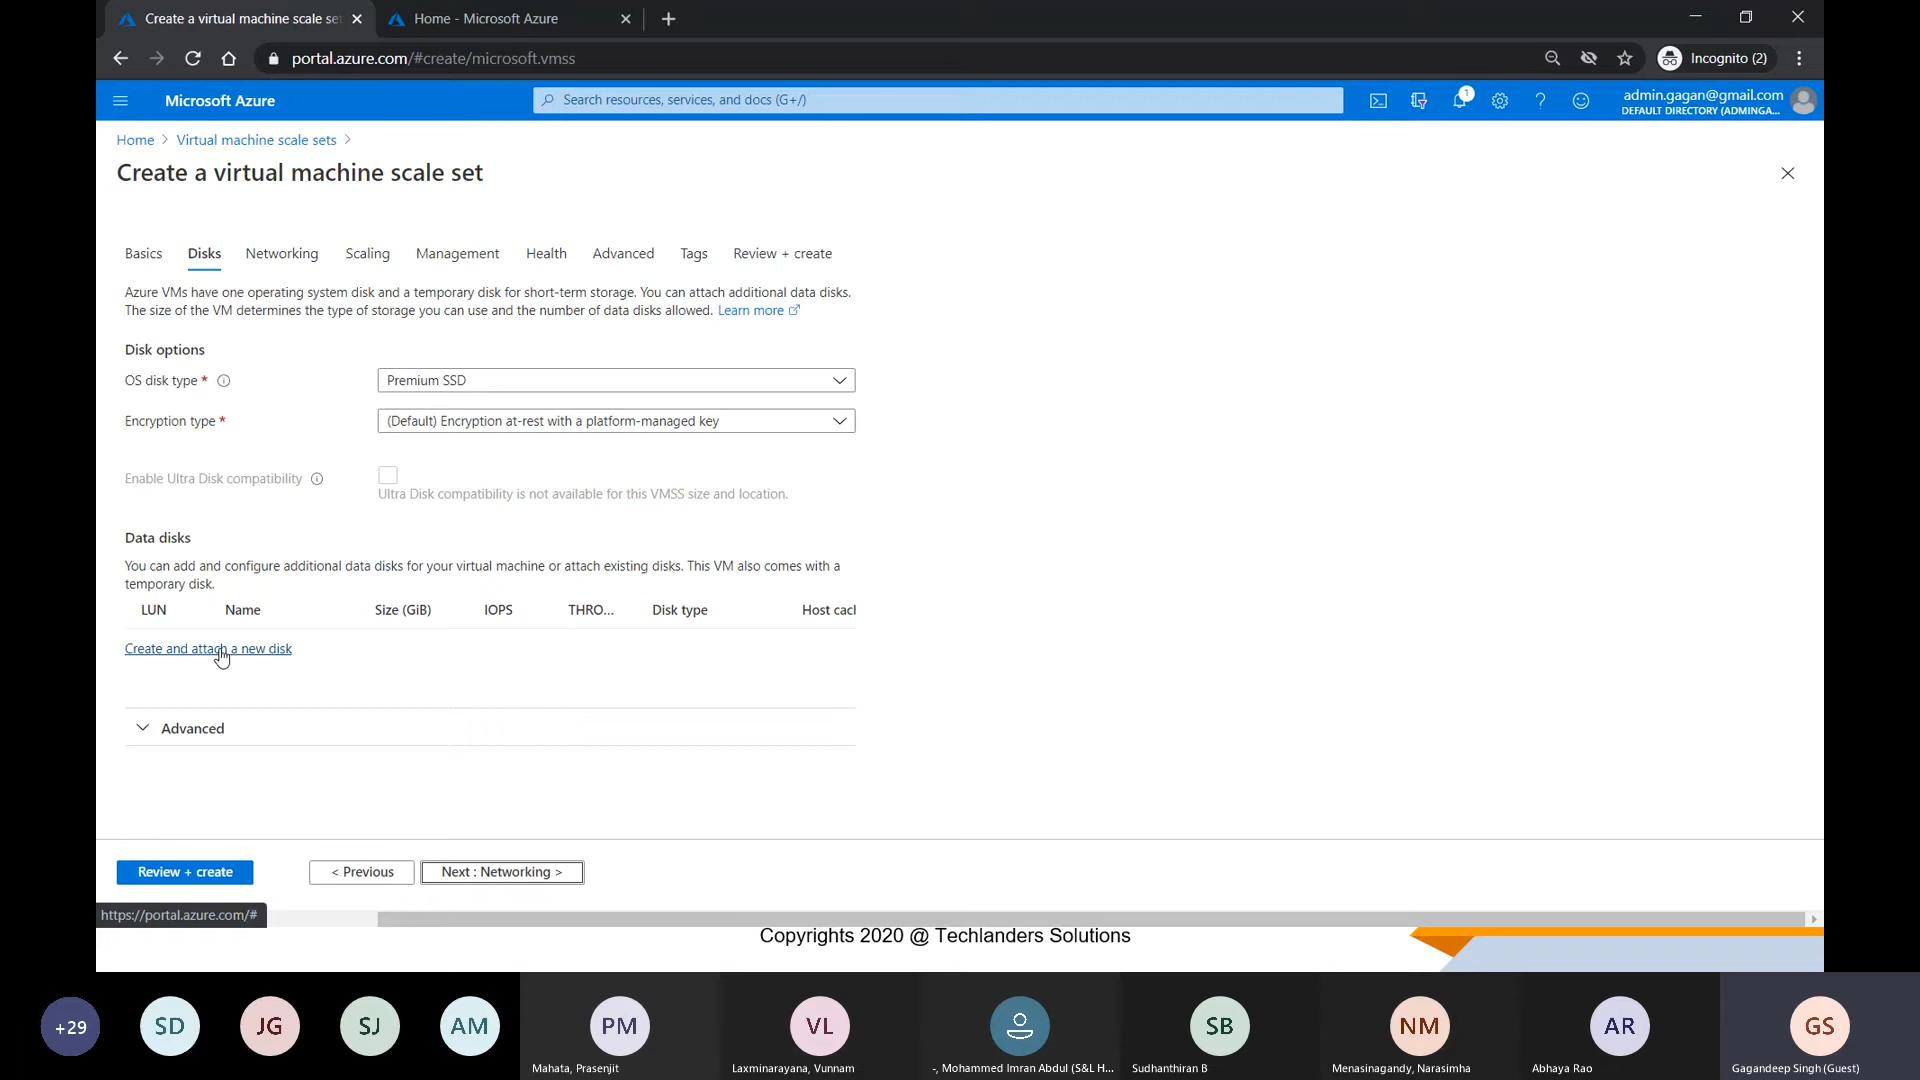 Create a virtual machine scale set
Home - Microsoft Azure
portal.azure.com/#create/microsoft.vmss
Incognito (2)
Microsoft Azure
Search resources, services, and docs (G+/)
1
admin.gagan@gmail.com
DEFAULT DIRECTORY (ADMINGA...
Home > Virtual machine scale sets >
Create a virtual machine scale set
Basics Disks Networking Scaling Management Health Advanced Tags Review + create
Azure VMs have one operating system disk and a temporary disk for short-term storage. You can attach additional data disks.
The size of the VM determines the type of storage you can use and the number of data disks allowed. Learn more
Disk options
OS disk type * Premium SSD
Encryption type * (Default) Encryption at-rest with a platform-managed key
Enable Ultra Disk compatibility
Ultra Disk compatibility is not available for this VMSS size and location.
Data disks
You can add and configure additional data disks for your virtual machine or attach existing disks. This VM also comes with a
temporary disk.
LUN Name Size (GiB) IOPS THRO... Disk type Host cacl
Create and attach a new disk
Advanced
Review + create < Previous Next : Networking >
https://portal.azure.com/#
Copyrights 2020 @ Techlanders Solutions
+29 SD JG SJ AM PM VL SB NM AR GS
Mahata, Prasenjit Laxminarayana, Vunnam -, Mohammed Imran Abdul (S&L H... Sudhanthiran B Menasinagandy, Narasimha Abhaya Rao Gagandeep Singh (Guest)